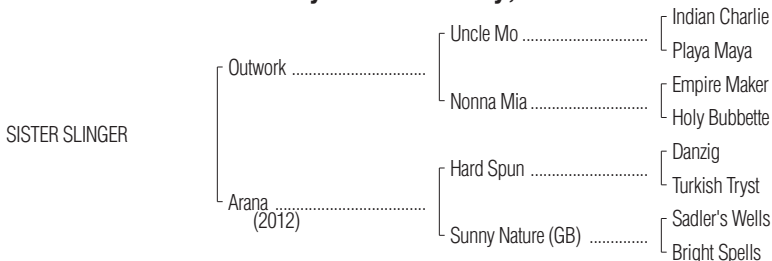 Indian Charlie
Uncle Mo
Playa Maya
Outwork
Empire Maker
Nonna Mia
Holy Bubbette
SISTER SLINGER
Danzig
Hard Spun
Turkish Tryst
Arana
(2012)
Sadler's Wells
Sunny Nature (GB)
Bright Spells